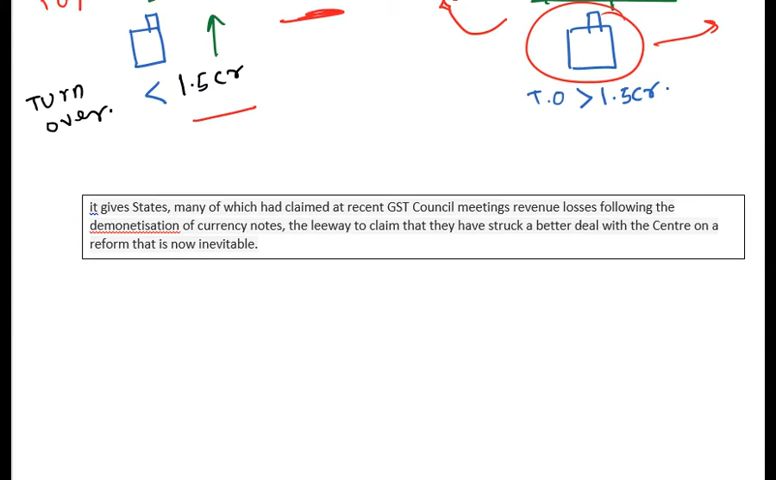 Turn
over.
< 1.5cr
T.O > 1.5cr.
it gives States, many of which had claimed at recent GST Council meetings revenue losses following the
demonetisation of currency notes, the leeway to claim that they have struck a better deal with the Centre on a
reform that is now inevitable.